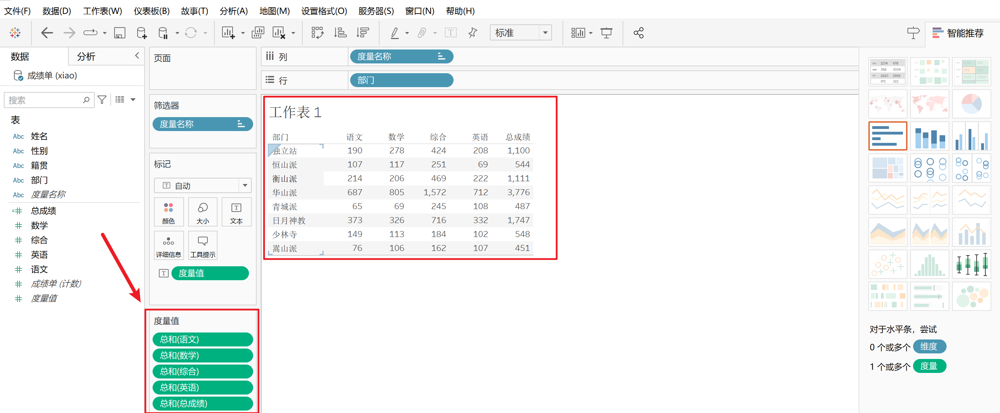 文件(F) 数据(D) 工作表(W) 仪表板(B) 故事(T) 分析(A) 地图(M) 设置格式(O) 服务器(S) 窗口(N) 帮助(H)
标准
智能推荐
数据 分析
成绩单 (xiao)
搜索
表
Abc 姓名
Abc 性别
Abc 籍贯
Abc 部门
Abc 度量名称
总成绩
数学
综合
英语
语文
成绩单 (计数)
度量值
页面
筛选器
度量名称
标记
自动
颜色 大小 文本
详细信息 工具提示
度量值
度量值
总和(语文)
总和(数学)
总和(综合)
总和(英语)
总和(总成绩)
列 度量名称
行 部门
工作表 1
部门 语文 数学 综合 英语 总成绩
独立站 190 278 424 208 1,100
恒山派 107 117 251 69 544
衡山派 214 206 469 222 1,111
华山派 687 805 1,572 712 3,776
青城派 65 69 245 108 487
日月神教 373 326 716 332 1,747
少林寺 149 113 184 102 548
嵩山派 76 106 162 107 451
1234 678
368 3034
2620 2559
971 322
对于水平条，尝试
0 个或多个 维度
1 个或多个 度量